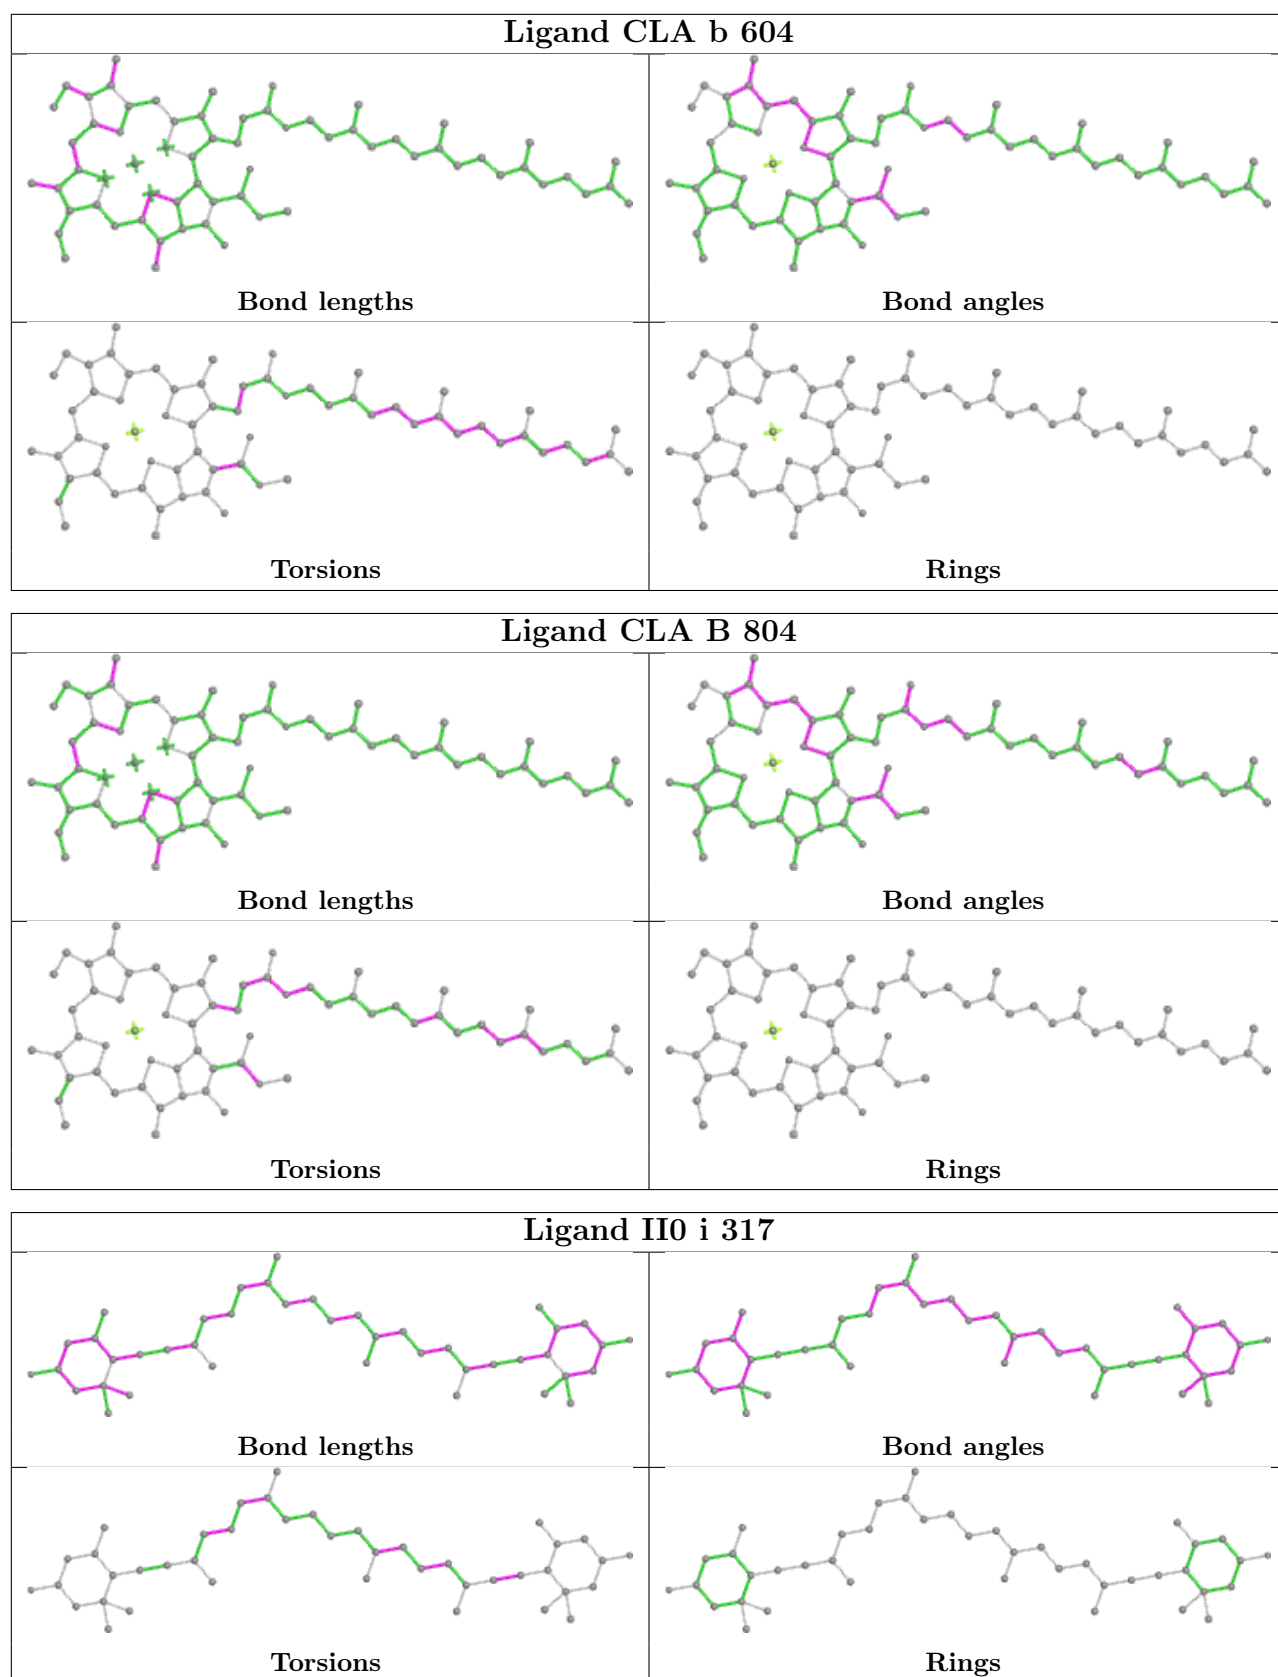 Ligand CLA b 604
Bond lengths
Bond angles
Torsions
Rings
Ligand CLA B 804
Bond lengths
Bond angles
Torsions
Rings
Ligand II0 i 317
Bond lengths
Bond angles
Torsions
Rings